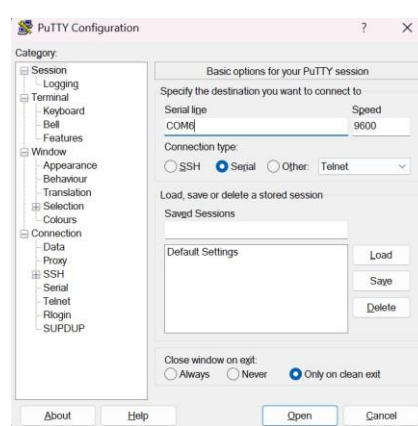 PuTTY Configuration ? X
Category:
Session
Logging
Terminal
Keyboard
Bell
Features
Window
Appearance
Behaviour
Translation
Selection
Colours
Connection
Data
Proxy
SSH
Serial
Telnet
Rlogin
SUPDUP
Basic options for your PuTTY session
Specify the destination you want to connect to
Serial line Speed
COM6 9600
Connection type:
SSH Serial Other: Telnet
Load, save or delete a stored session
Saved Sessions
Default Settings
Load
Save
Delete
Close window on exit:
Always Never Only on clean exit
About Help Open Cancel